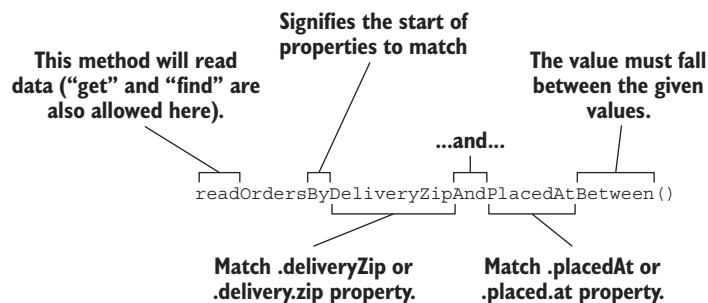 Signifies the start of
properties to match
This method will read
data (“get” and “find” are
also allowed here).
The value must fall
between the given
values.
...and...
readOrdersByDeliveryZipAndPlacedAtBetween()
Match .deliveryZip or
.delivery.zip property.
Match .placedAt or
.placed.at property.